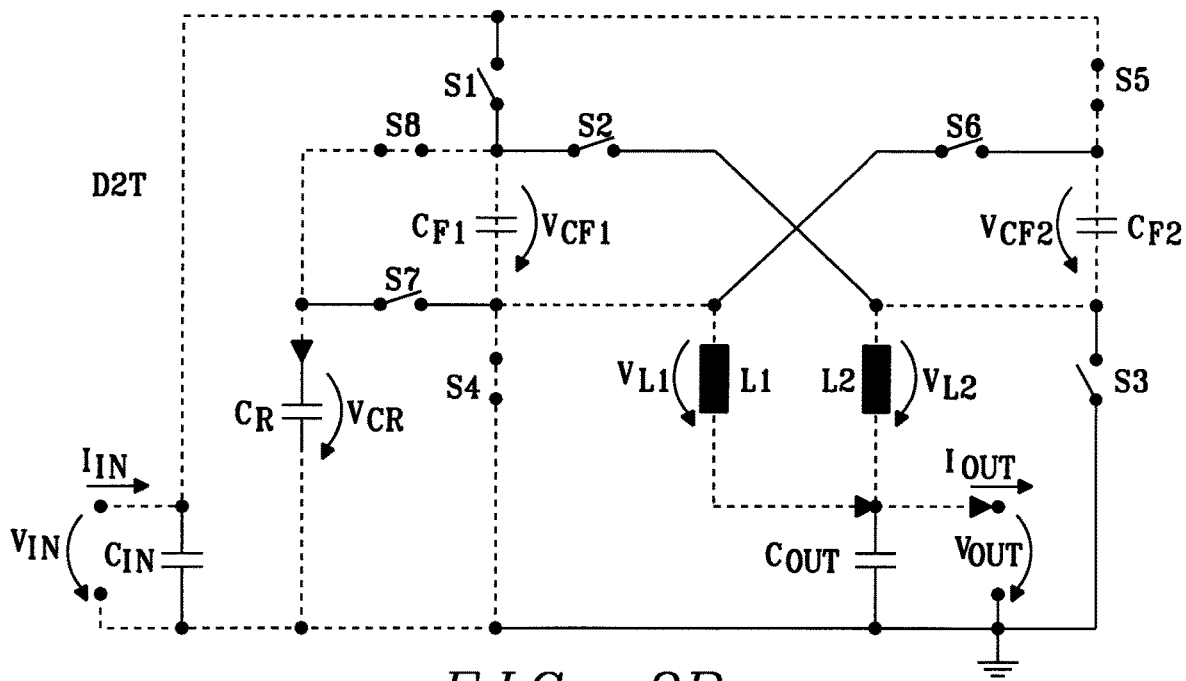 S1
S5
S8
S2
S6
D2T
CF1
VCF1
VCF2
CF2
S7
S4
VL1
L1
L2
VL2
S3
CR
VCR
IIN
IOUT
VIN
CIN
COUT
VOUT